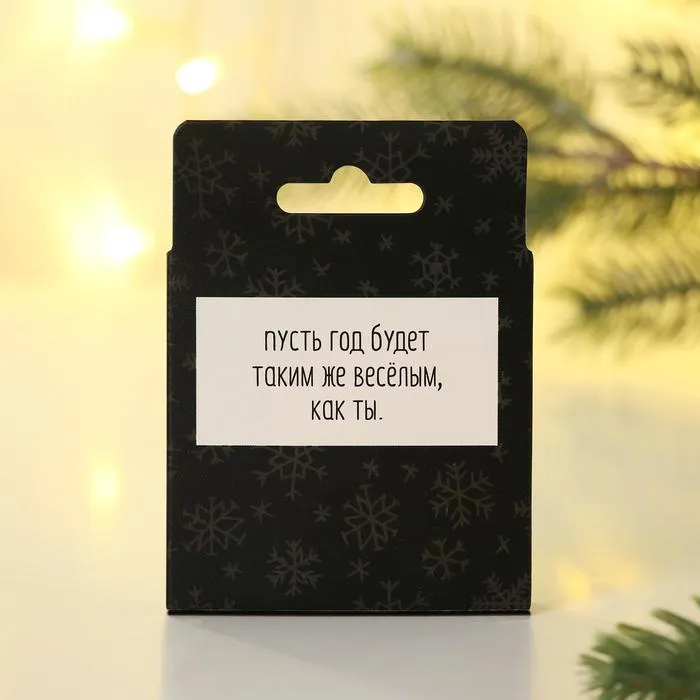 пусть год будет
таким же весёлым,
как ты.